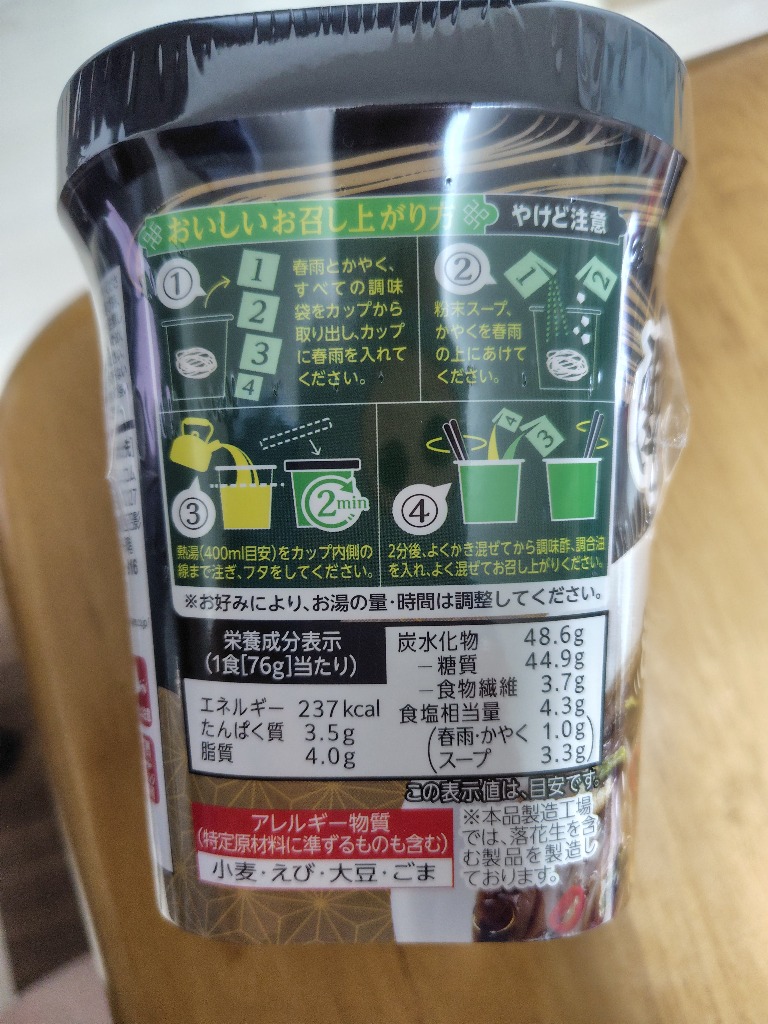 おいしいお召し上がり方
やけど注意
①
1
2
3
4
春雨とかやく、
すべての調味
袋をカップから
取り出し、カップ
に春雨を入れて
ください。
②
1
2
粉末スープ、
かやくを春雨
の上にあけて
ください。
③
2min
熱湯(400ml目安)をカップ内側の
線まで注ぎ、フタをしてください。
④
4
3
2分後、よくかき混ぜてから調味酢、調合油
を入れ、よく混ぜてお召し上がりください。
※お好みにより、お湯の量・時間は調整してください。
栄養成分表示
(1食[76g]当たり)
エネルギー 237kcal
たんぱく質 3.5g
脂質 4.0g
炭水化物 48.6g
－糖質 44.9g
－食物繊維 3.7g
食塩相当量 4.3g
(春雨・かやく 1.0g)
(スープ 3.3g)
この表示値は、目安です。
アレルギー物質
(特定原材料に準ずるものも含む)
小麦・えび・大豆・ごま
※本品製造工場
では、落花生を含
む製品を製造し
ております。